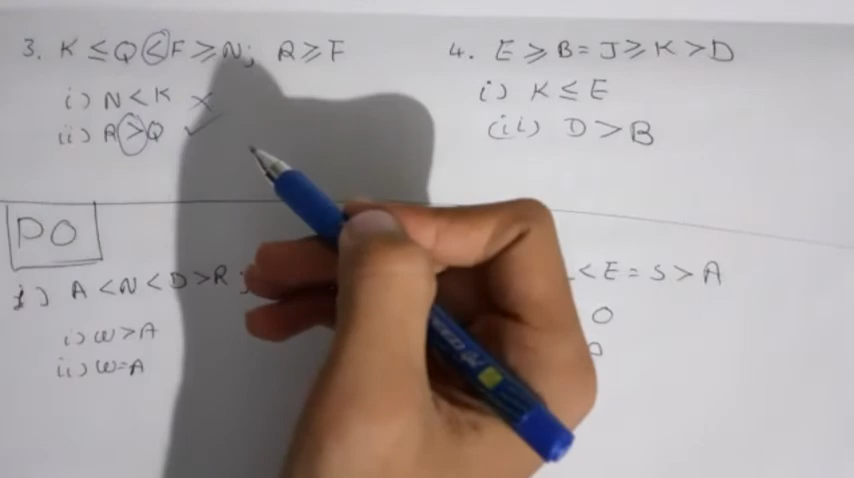 3. K ≤ Q < F ≥ N; R ≥ F
i) N < K ×
ii) R > Q ✓
4. E ≥ B = J ≥ K > D
i) K ≤ E
(ii) D > B
PO
1) A < N < D > R ;
i) W > A
ii) W = A
< E = S > A
O